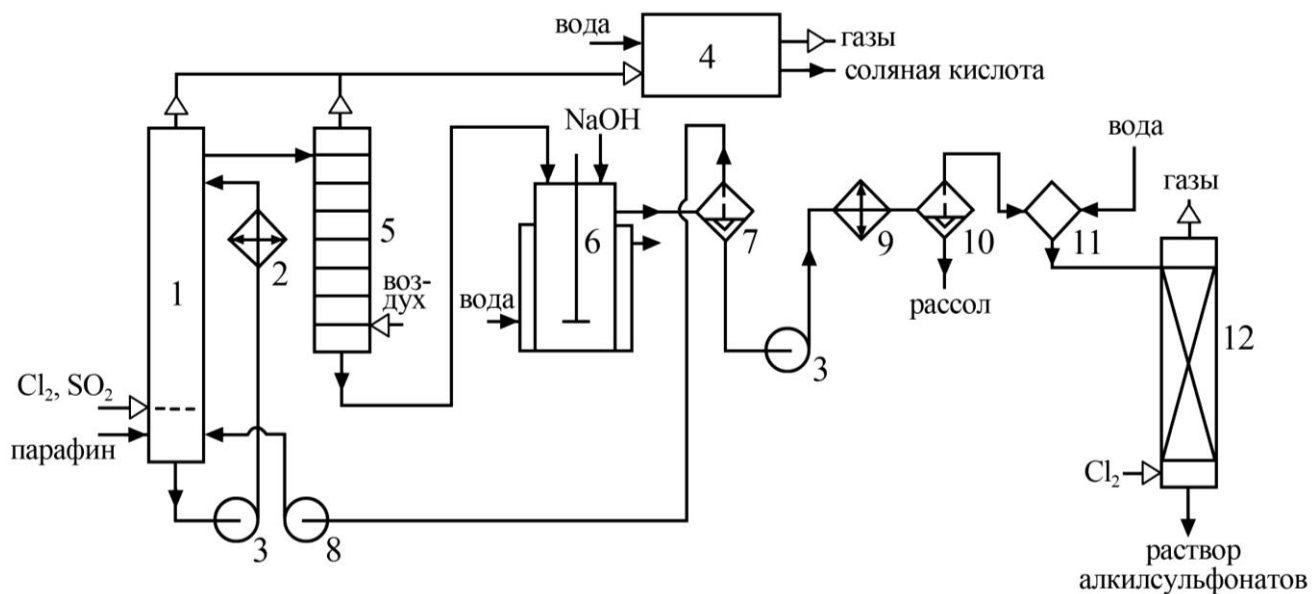 вода
газы
4
соляная кислота
NaOH
вода
газы
1
2
5
воз-
дух
6
вода
7
9
10
11
рассол
3
12
Cl₂, SO₂
парафин
3
8
Cl₂
раствор
алкилсульфонатов